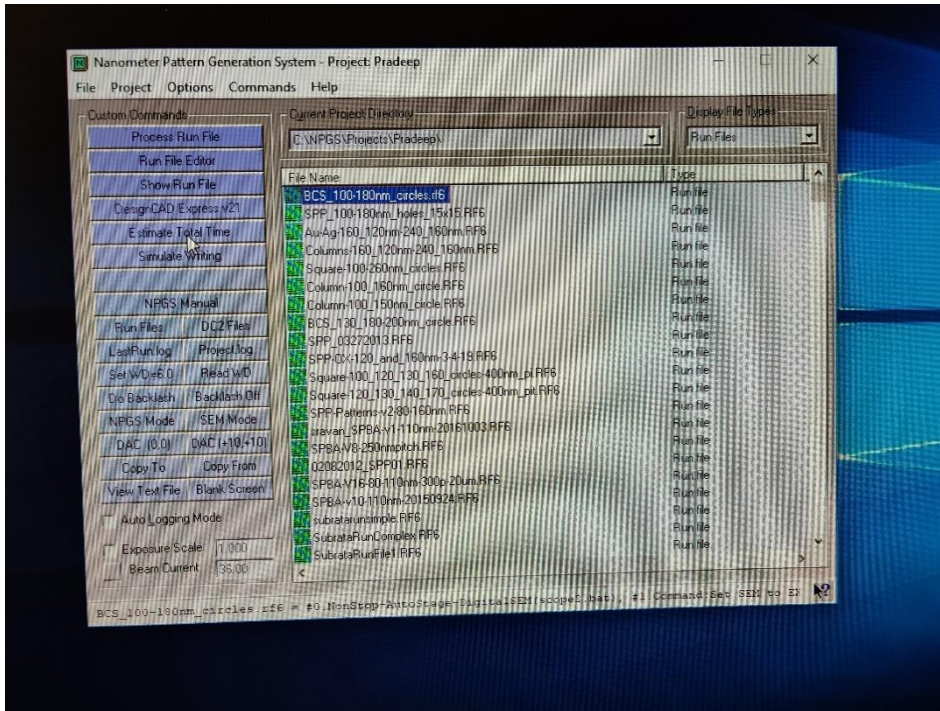 Nanometer Pattern Generation System - Project: Pradeep
File Project Options Commands Help
Custom Commands
Process Run File
Run File Editor
Show Run File
DesignCAD Express v21
Estimate Total Time
Simulate Writing
NPGS Manual
Run Files DC2 Files
LastRun.log Project.log
Set WD=6.0 Read WD
Do Backlash Backlash Off
NPGS Mode SEM Mode
DAC (0,0) DAC (+10,+10)
Copy To Copy From
View Text File Blank Screen
Auto Logging Mode
Exposure Scale 1.000
Beam Current 36.00
Current Project Directory
C:\NPGS\Projects\Pradeep\
Display File Types
Run Files
File Name Type
BCS_100-180nm_circles.rf6 Run file
SPP_100-180nm_holes_15x15.RF6 Run file
Au-Ag-160_120nm-240_160nm.RF6 Run file
Columns-160_120nm-240_160nm.RF6 Run file
Square-100-260nm_circles.RF6 Run file
Column-100_160nm_circle.RF6 Run file
Column-100_150nm_circle.RF6 Run file
BCS_130_180-200nm_circle.RF6 Run file
SPP_03272013.RF6 Run file
SPP-OX-120_and_160nm-3-4-19.RF6 Run file
Square-100_120_130_160_circles-400nm_pi.RF6 Run file
Square-120_130_140_170_circles-400nm_pit.RF6 Run file
SPP-Patterns-v2-80-160nm.RF6 Run file
sravan_SPBA-v1-110nm-20161003.RF6 Run file
SPBA-V8-250nmpitch.RF6 Run file
02082012_SPP01.RF6 Run file
SPBA-V16-80-110nm-300p-20um.RF6 Run file
SPBA-v10-110nm-20150924.RF6 Run file
subratarunsimple.RF6 Run file
SubrataRunComplex.RF6 Run file
SubrataRunFile1.RF6 Run file
BCS_100-180nm_circles.rf6 = #0.NonStop-AutoStage-DigitalSEM(scope1.bat), #1.Command:Set SEM to EX